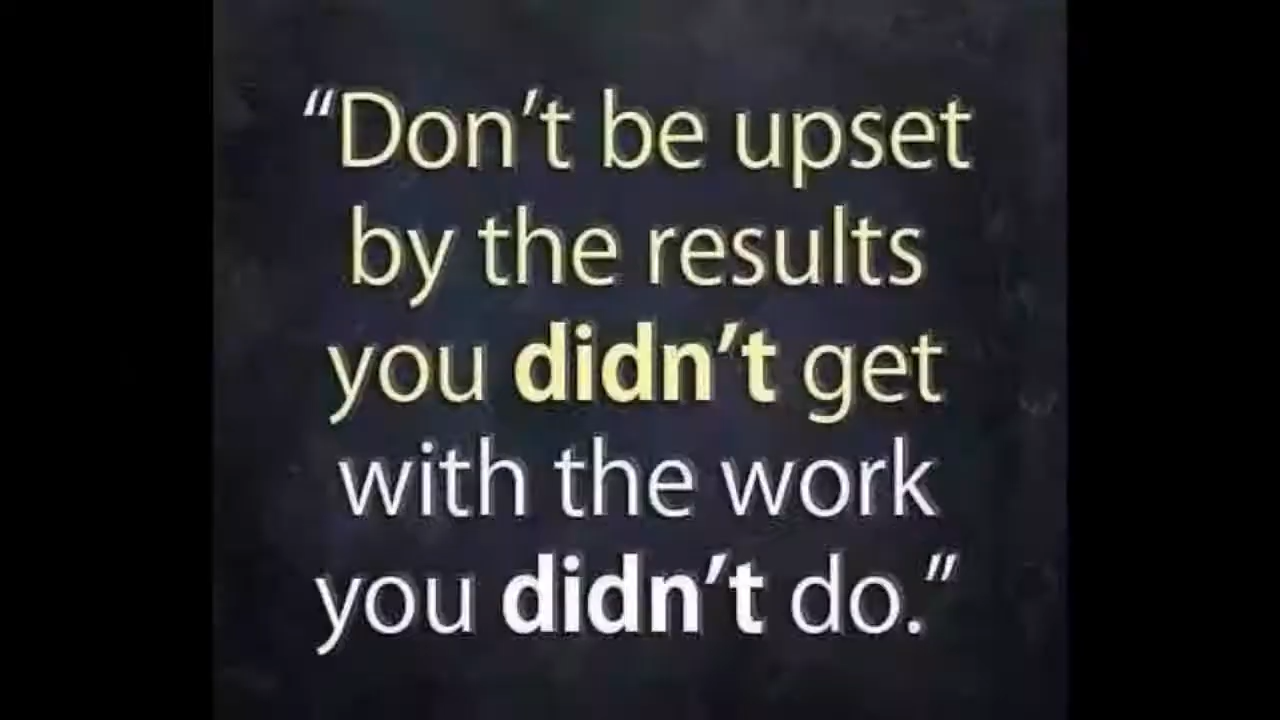 “Don’t be upset
by the results
you didn’t get
with the work
you didn’t do.”